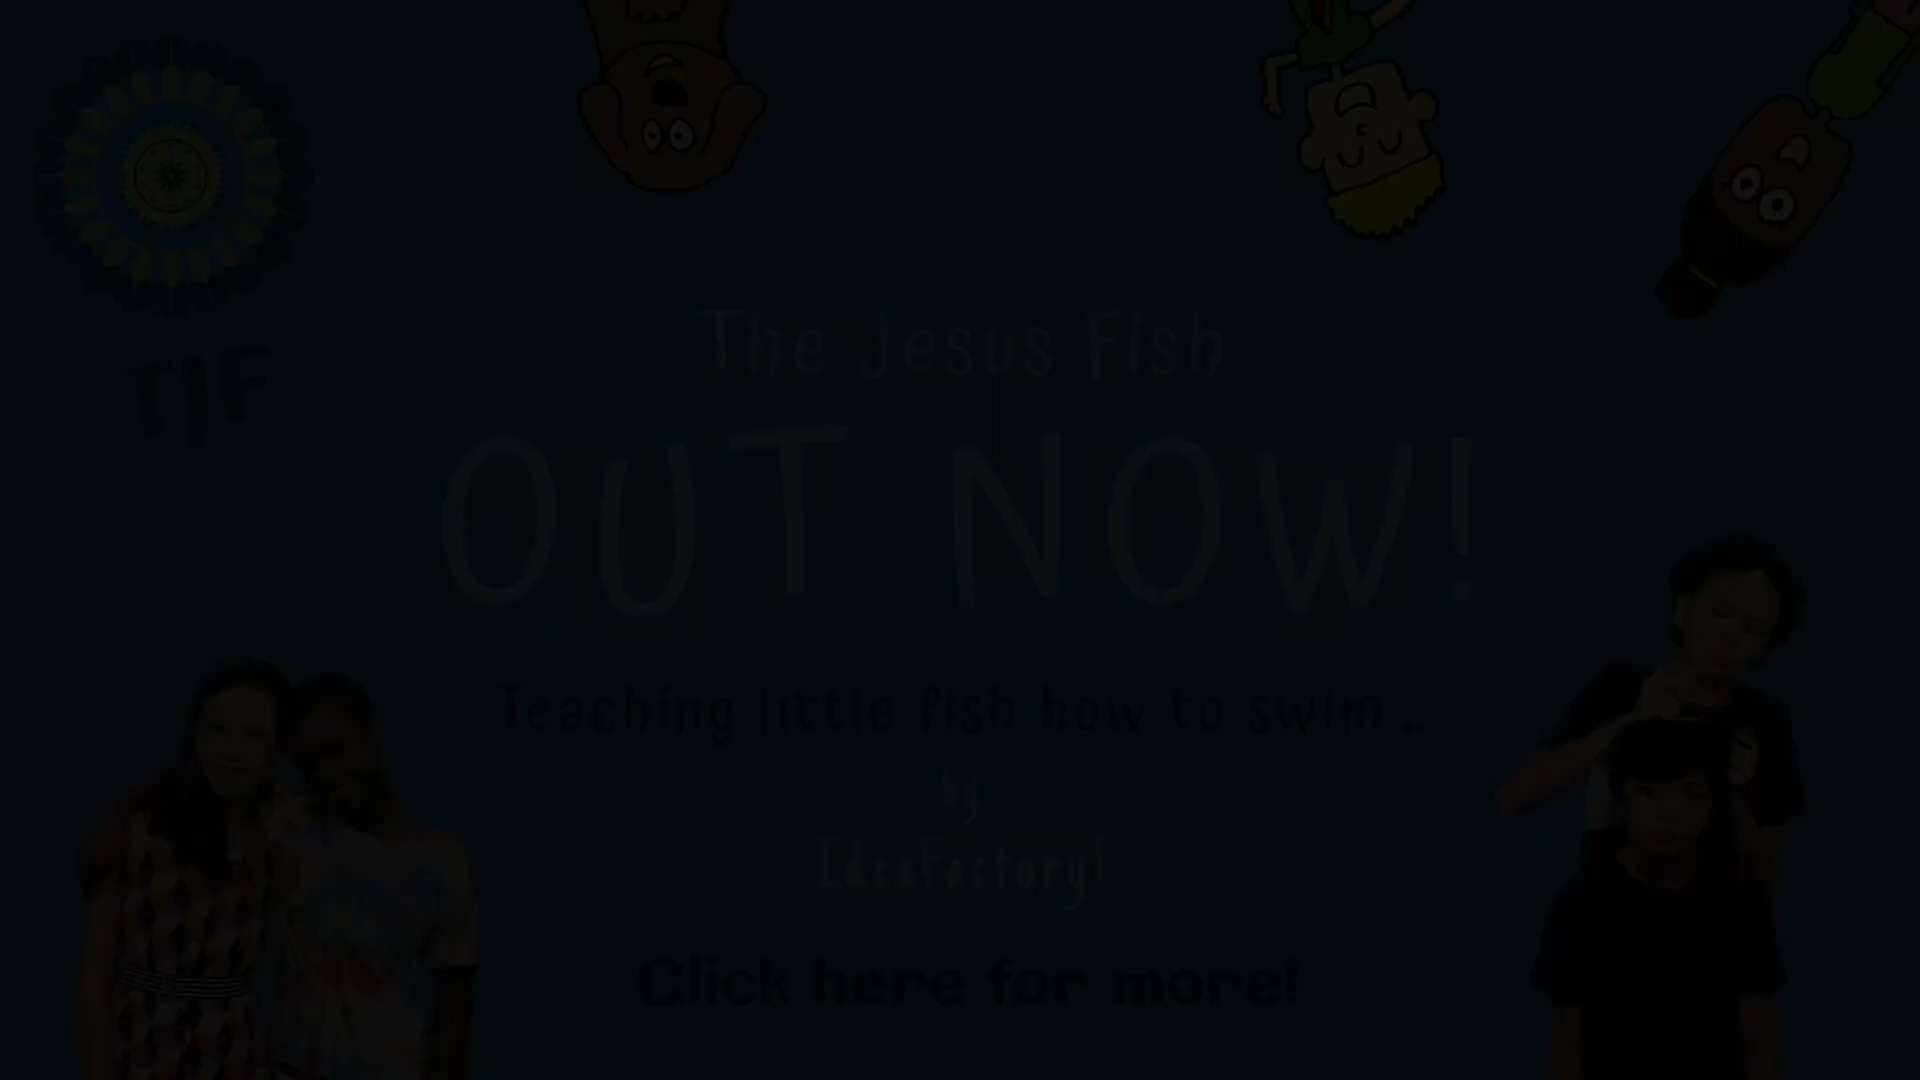 TJF
The Jesus Fish
OUT NOW!
Teaching little fish how to swim...
by
IdeaFactory!
Click here for more!